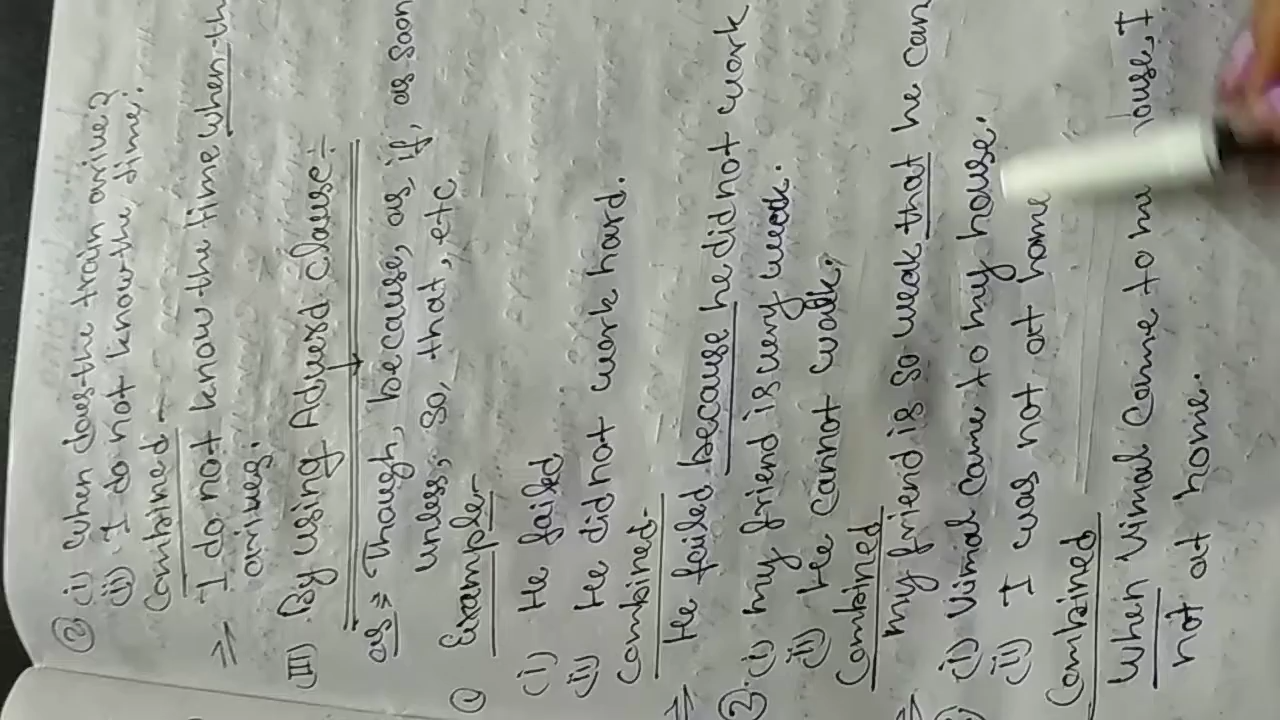 ② (i) When does the train arrive?
(ii) I do not know the time.
Combined -
⇒ I do not know the time when th
arrives.
(III) By using Adverd clause ÷
as ⇒ Though, because, as if, as soon
unless, so, that, etc.
① Example -
(i) He failed
(ii) He did not work hard.
Combined -
⇒ He failed because he did not work
② (i) my friend is very weak.
(ii) He cannot walk.
Combined
⇒ my friend is so weak that he can
(i) Vimal came to my house.
(ii) I was not at home
Combined
When Vimal Came to house, I
not at home.